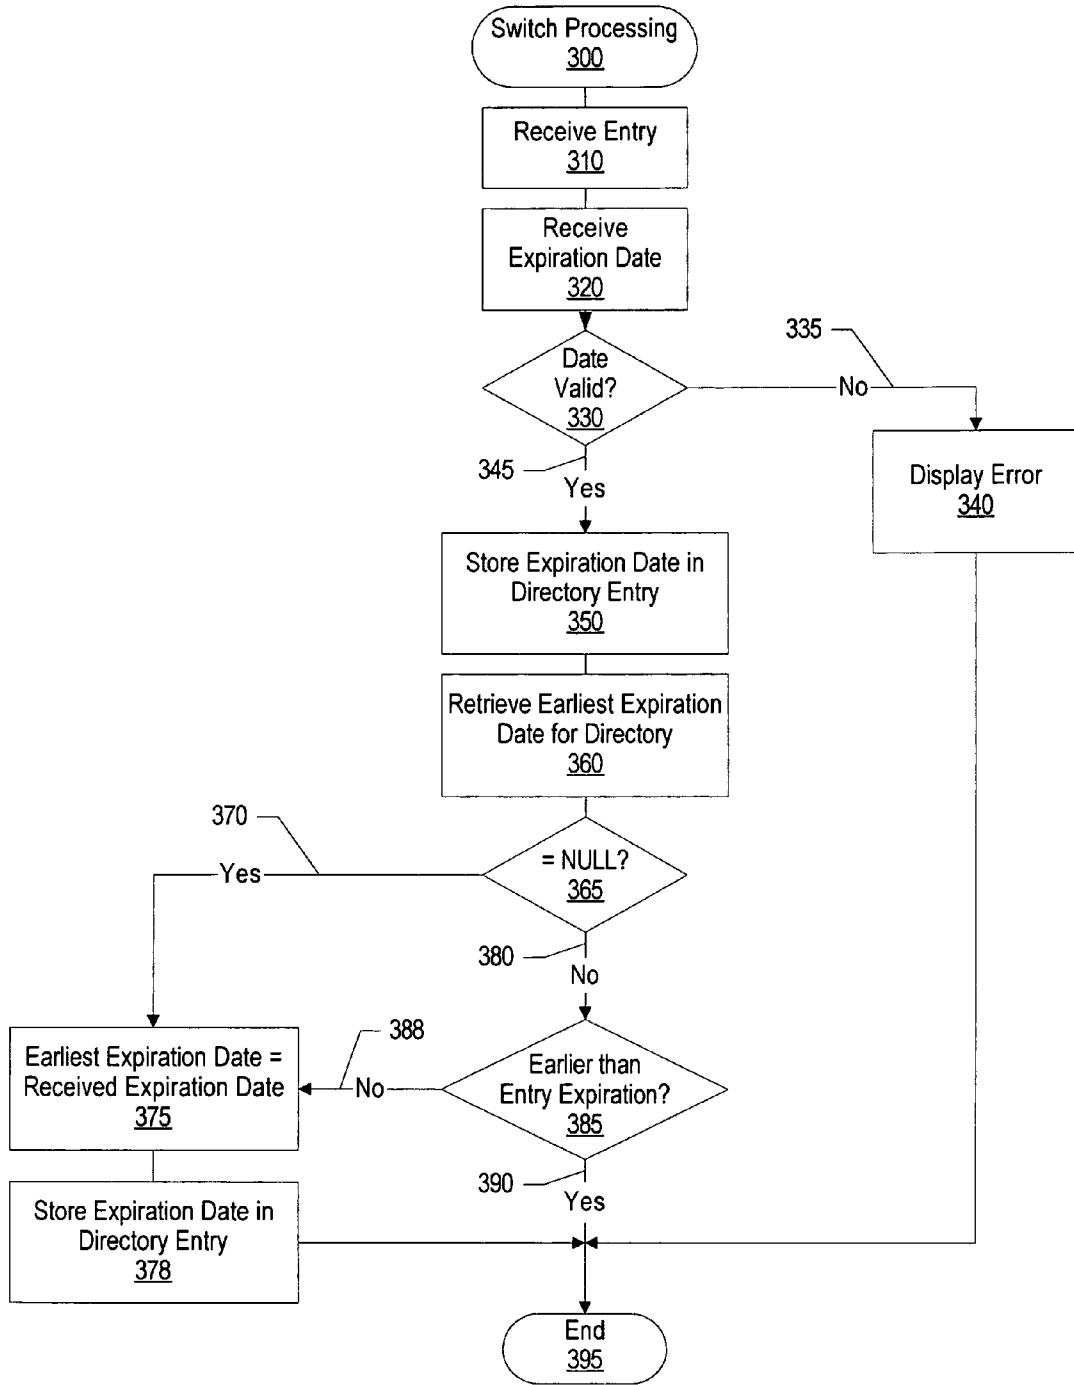 Switch Processing
300
Receive Entry
310
Receive
Expiration Date
320
Date
Valid?
330
335
No
345
Yes
Display Error
340
Store Expiration Date in
Directory Entry
350
Retrieve Earliest Expiration
Date for Directory
360
370
Yes
= NULL?
365
380
No
388
Earliest Expiration Date =
Received Expiration Date
375
No
Earlier than
Entry Expiration?
385
390
Yes
Store Expiration Date in
Directory Entry
378
End
395